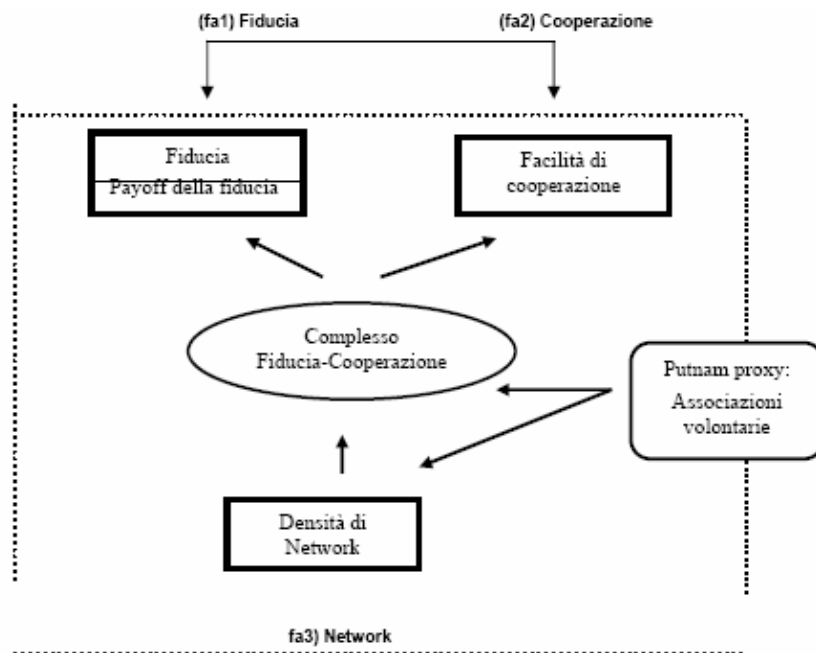 (fa1) Fiducia
(fa2) Cooperazione
Fiducia
Payoff della fiducia
Facilità di
cooperazione
Complesso
Fiducia-Cooperazione
Putnam proxy:
Associazioni
volontarie
Densità di
Network
fa3) Network